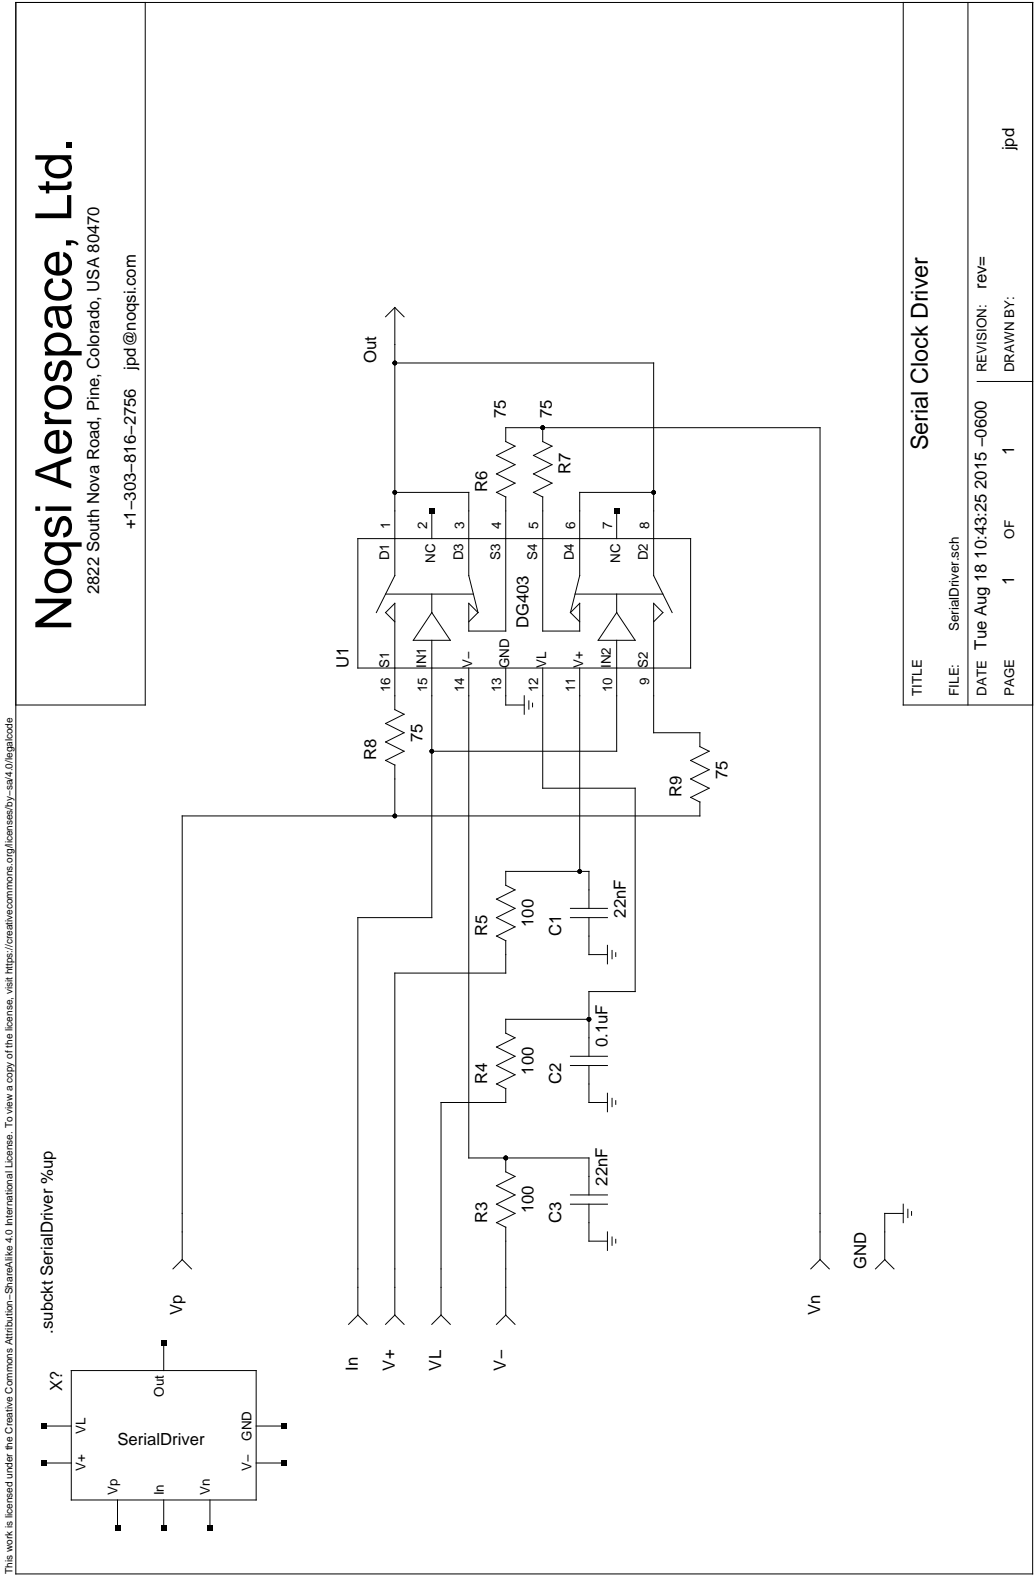 This work is licensed under the Creative Commons Attribution−ShareAlike 4.0 International License. To view a copy of the license, visit https://creativecommons.org/licenses/by−sa/4.0/legalcode
Noqsi Aerospace, Ltd.
2822 South Nova Road, Pine, Colorado, USA 80470
+1−303−816−2756 jpd@noqsi.com
X?
V+
VL
Vp
In
Vn
SerialDriver
Out
V−
GND
.subckt SerialDriver %up
Vp
In
V+
VL
V−
Vn
GND
R3
100
C3
22nF
R4
100
C2
0.1uF
R5
100
C1
22nF
R8
75
R9
75
U1
DG403
16
S1
15
IN1
14
V−
13
GND
12
VL
11
V+
10
IN2
9
S2
D1
1
NC
2
D3
3
S3
4
S4
5
D4
6
NC
7
D2
8
R6
75
R7
75
Out
TITLE
Serial Clock Driver
FILE: SerialDriver.sch
DATE Tue Aug 18 10:43:25 2015 −0600
REVISION: rev=
PAGE 1 OF 1
DRAWN BY: jpd